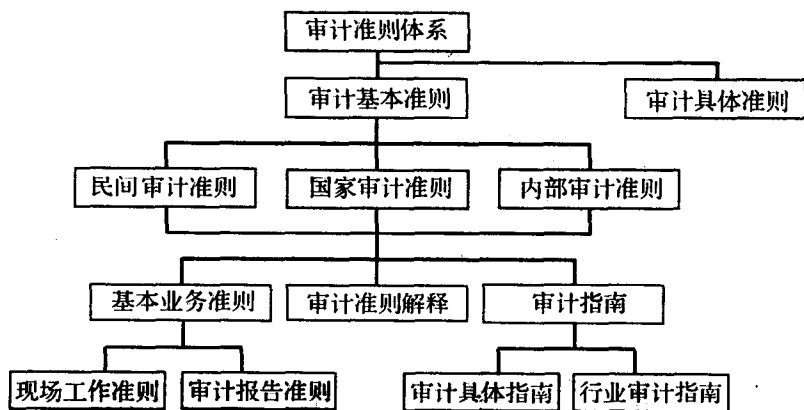 审计准则体系
审计基本准则
审计具体准则
民间审计准则
国家审计准则
内部审计准则
基本业务准则
审计准则解释
审计指南
现场工作准则
审计报告准则
审计具体指南
行业审计指南